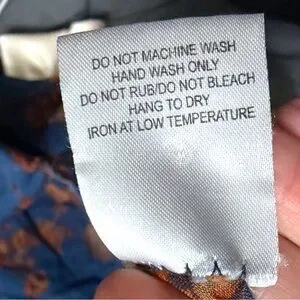 DO NOT MACHINE WASH
HAND WASH ONLY
DO NOT RUB/DO NOT BLEACH
HANG TO DRY
IRON AT LOW TEMPERATURE